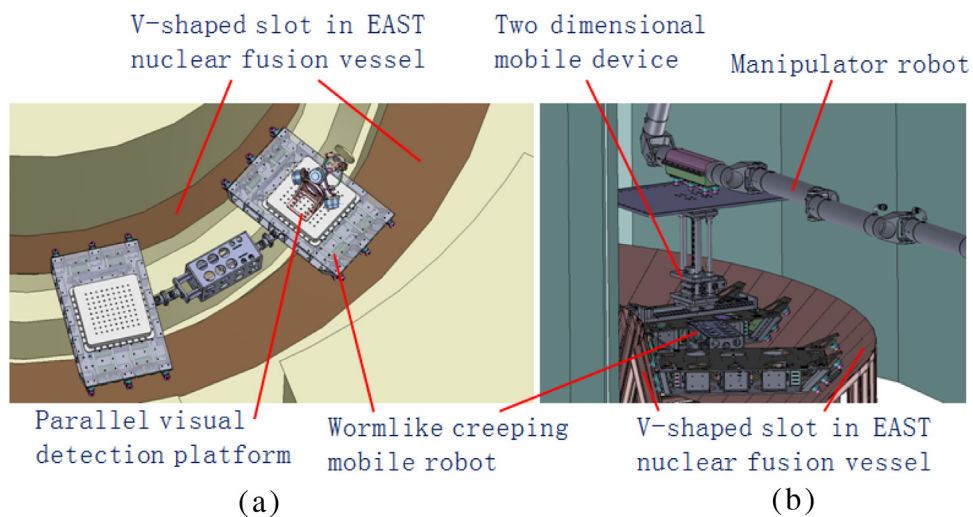 V-shaped slot in EAST
nuclear fusion vessel
Two dimensional
mobile device
Manipulator robot
Parallel visual
detection platform
Wormlike creeping
mobile robot
V-shaped slot in EAST
nuclear fusion vessel
(a)
(b)